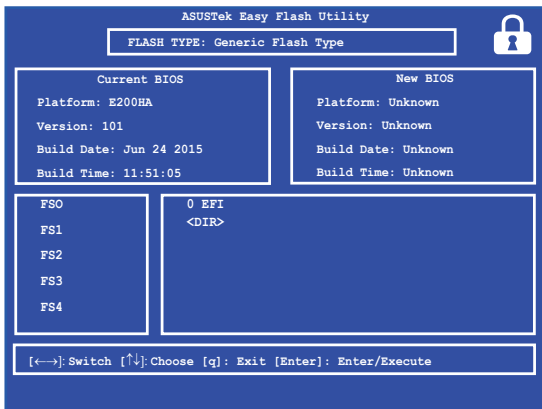 ASUSTek Easy Flash Utility
FLASH TYPE: Generic Flash Type
Current BIOS
Platform: E200HA
Version: 101
Build Date: Jun 24 2015
Build Time: 11:51:05
New BIOS
Platform: Unknown
Version: Unknown
Build Date: Unknown
Build Time: Unknown
FSO
FS1
FS2
FS3
FS4
0 EFI
<DIR>
[←→]: Switch [↑↓]: Choose [q]: Exit [Enter]: Enter/Execute